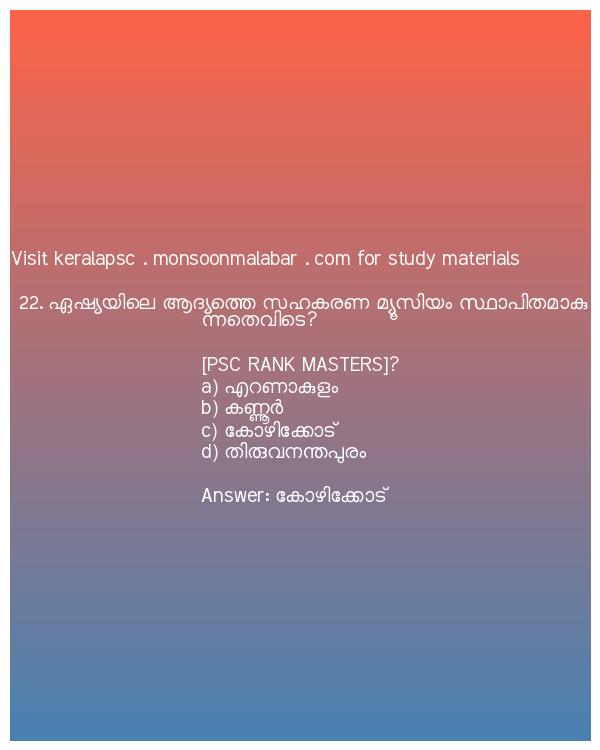 Visit keralapsc . monsoonmalabar . com for study materials
22. ഏഷ്യയിലെ ആദ്യത്തെ സഹകരണ മ്യൂസിയം സ്ഥാപിതമാകു
ന്നതെവിടെ?
[PSC RANK MASTERS]?
a) എറണാകുളം
b) കണ്ണൂർ
c) കോഴിക്കോട്
d) തിരുവനന്തപുരം
Answer: കോഴിക്കോട്